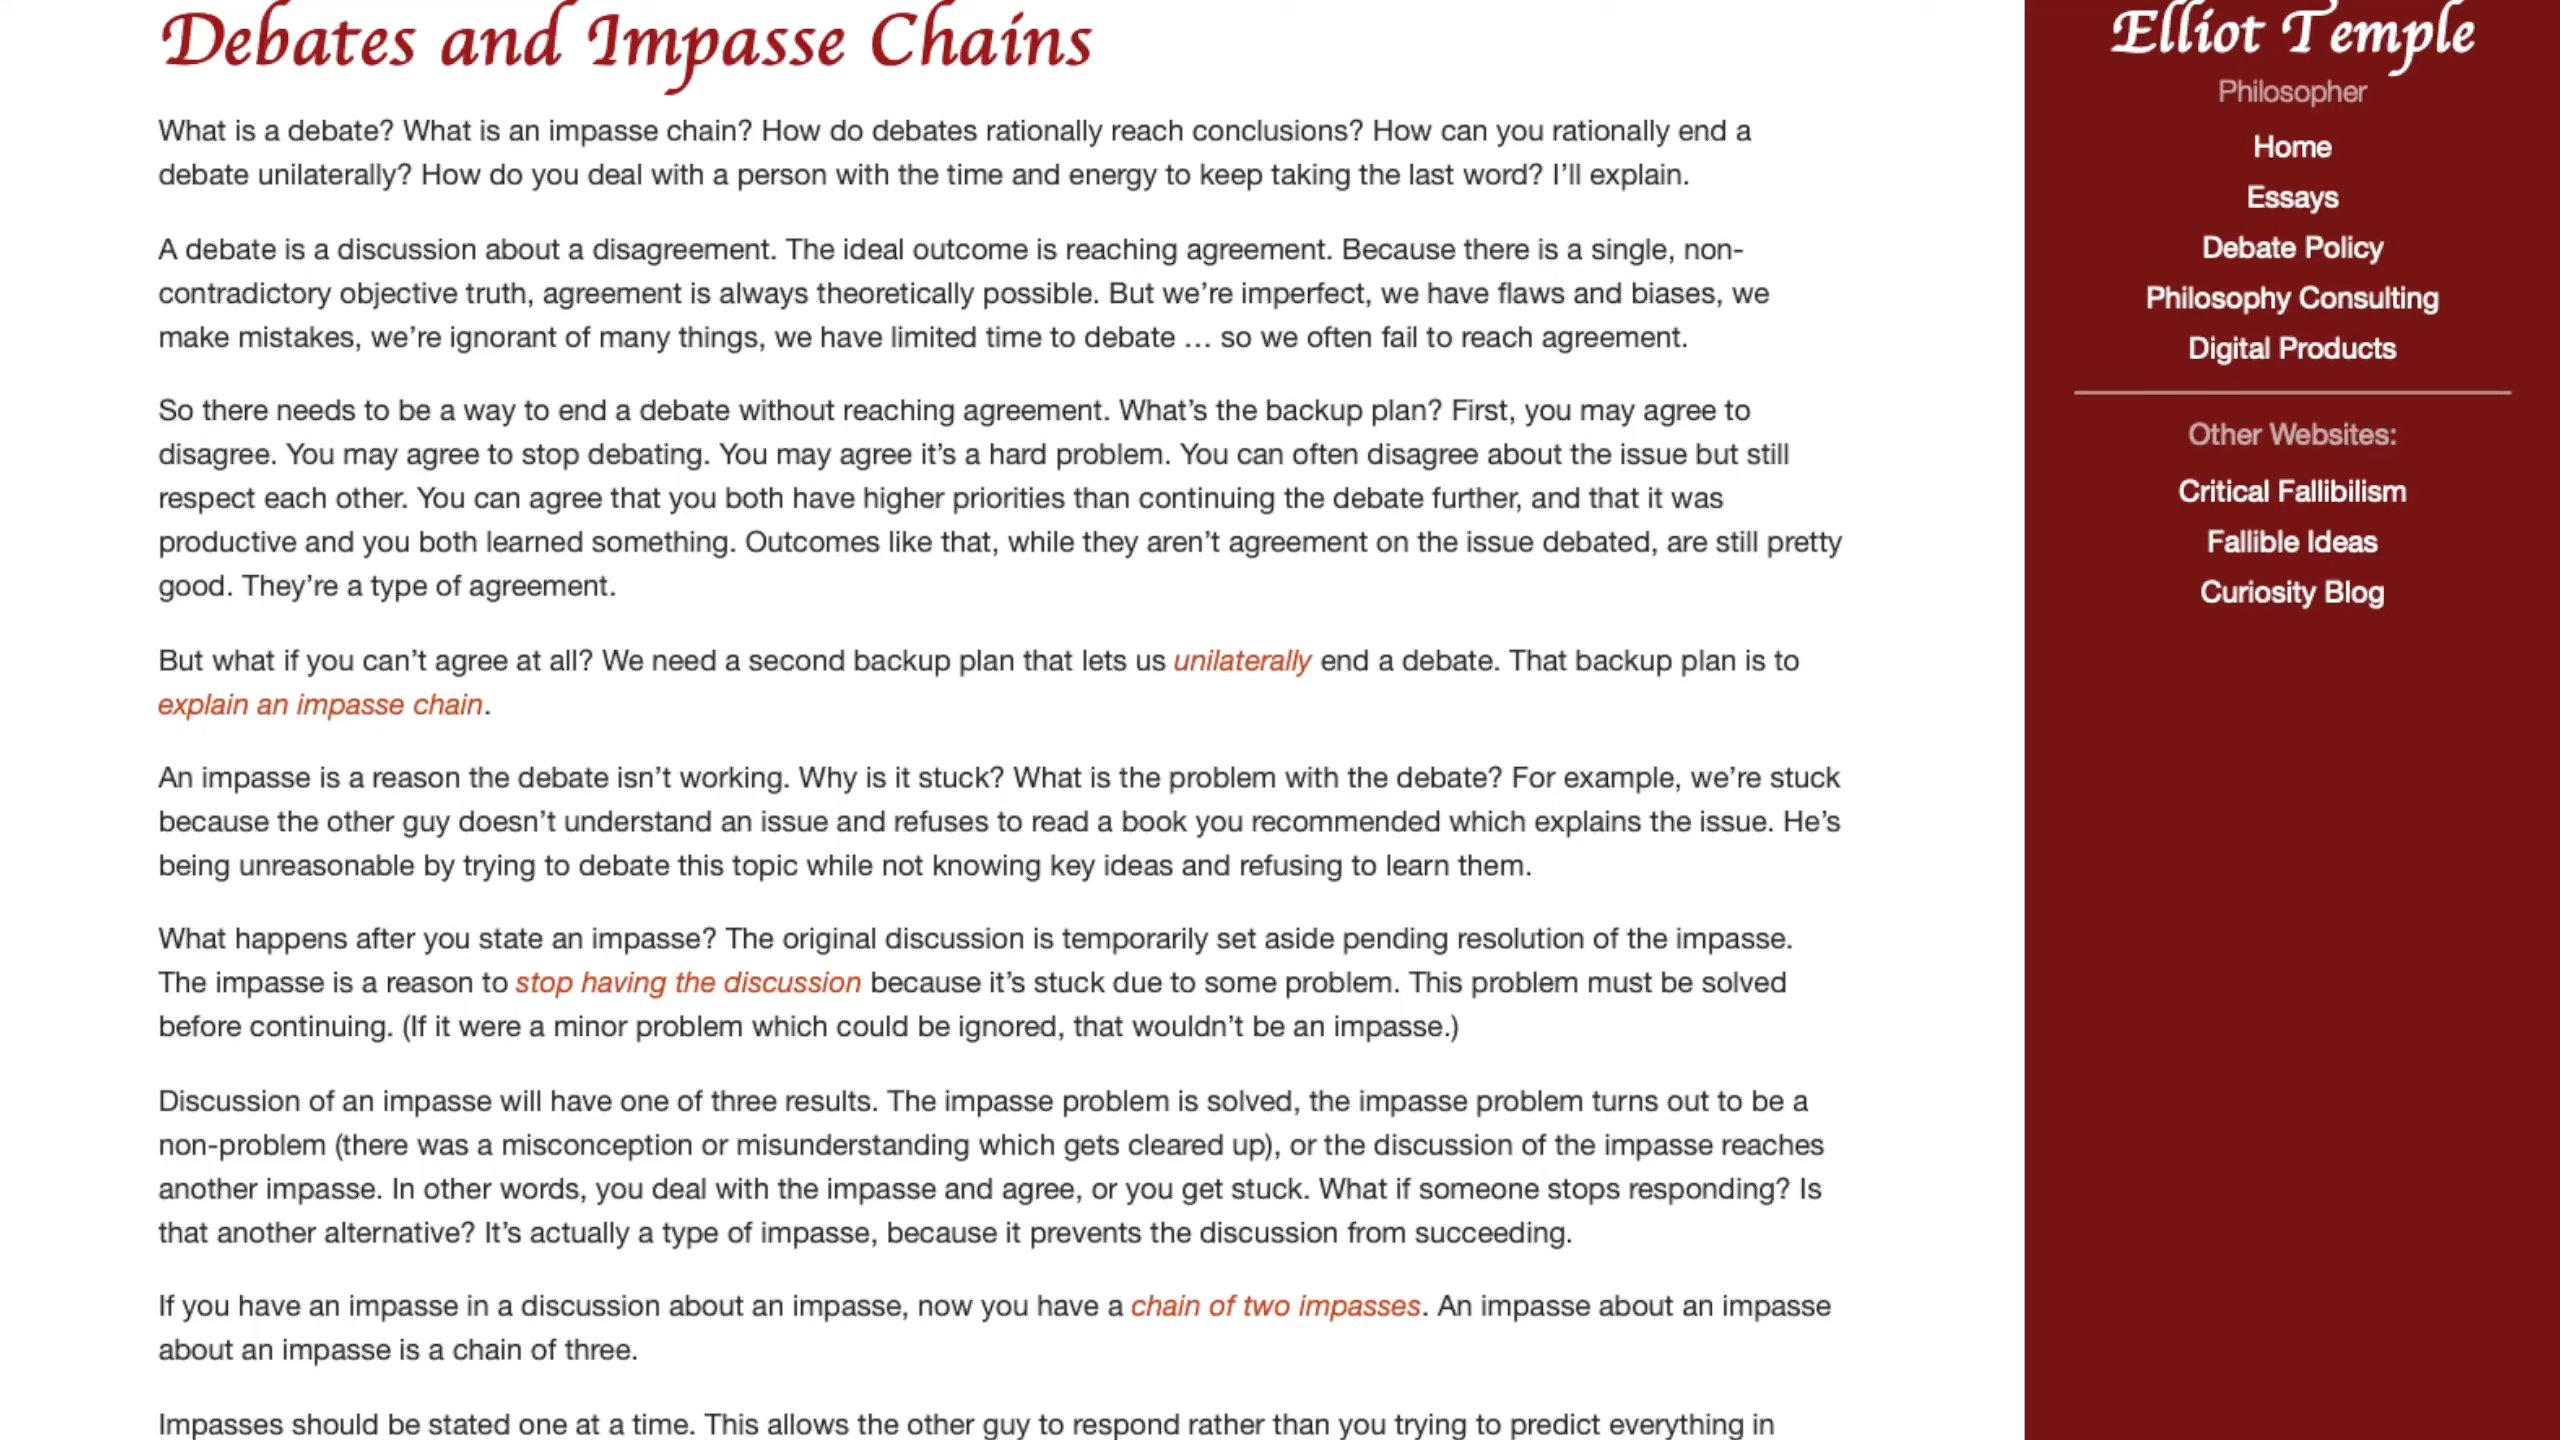 Debates and Impasse Chains
What is a debate? What is an impasse chain? How do debates rationally reach conclusions? How can you rationally end a
debate unilaterally? How do you deal with a person with the time and energy to keep taking the last word? I’ll explain.
A debate is a discussion about a disagreement. The ideal outcome is reaching agreement. Because there is a single, non-
contradictory objective truth, agreement is always theoretically possible. But we’re imperfect, we have flaws and biases, we
make mistakes, we’re ignorant of many things, we have limited time to debate … so we often fail to reach agreement.
So there needs to be a way to end a debate without reaching agreement. What’s the backup plan? First, you may agree to
disagree. You may agree to stop debating. You may agree it’s a hard problem. You can often disagree about the issue but still
respect each other. You can agree that you both have higher priorities than continuing the debate further, and that it was
productive and you both learned something. Outcomes like that, while they aren’t agreement on the issue debated, are still pretty
good. They’re a type of agreement.
But what if you can’t agree at all? We need a second backup plan that lets us unilaterally end a debate. That backup plan is to
explain an impasse chain.
An impasse is a reason the debate isn’t working. Why is it stuck? What is the problem with the debate? For example, we’re stuck
because the other guy doesn’t understand an issue and refuses to read a book you recommended which explains the issue. He’s
being unreasonable by trying to debate this topic while not knowing key ideas and refusing to learn them.
What happens after you state an impasse? The original discussion is temporarily set aside pending resolution of the impasse.
The impasse is a reason to stop having the discussion because it’s stuck due to some problem. This problem must be solved
before continuing. (If it were a minor problem which could be ignored, that wouldn’t be an impasse.)
Discussion of an impasse will have one of three results. The impasse problem is solved, the impasse problem turns out to be a
non-problem (there was a misconception or misunderstanding which gets cleared up), or the discussion of the impasse reaches
another impasse. In other words, you deal with the impasse and agree, or you get stuck. What if someone stops responding? Is
that another alternative? It’s actually a type of impasse, because it prevents the discussion from succeeding.
If you have an impasse in a discussion about an impasse, now you have a chain of two impasses. An impasse about an impasse
about an impasse is a chain of three.
Impasses should be stated one at a time. This allows the other guy to respond rather than you trying to predict everything in
Elliot Temple
Philosopher
Home
Essays
Debate Policy
Philosophy Consulting
Digital Products
Other Websites:
Critical Fallibilism
Fallible Ideas
Curiosity Blog